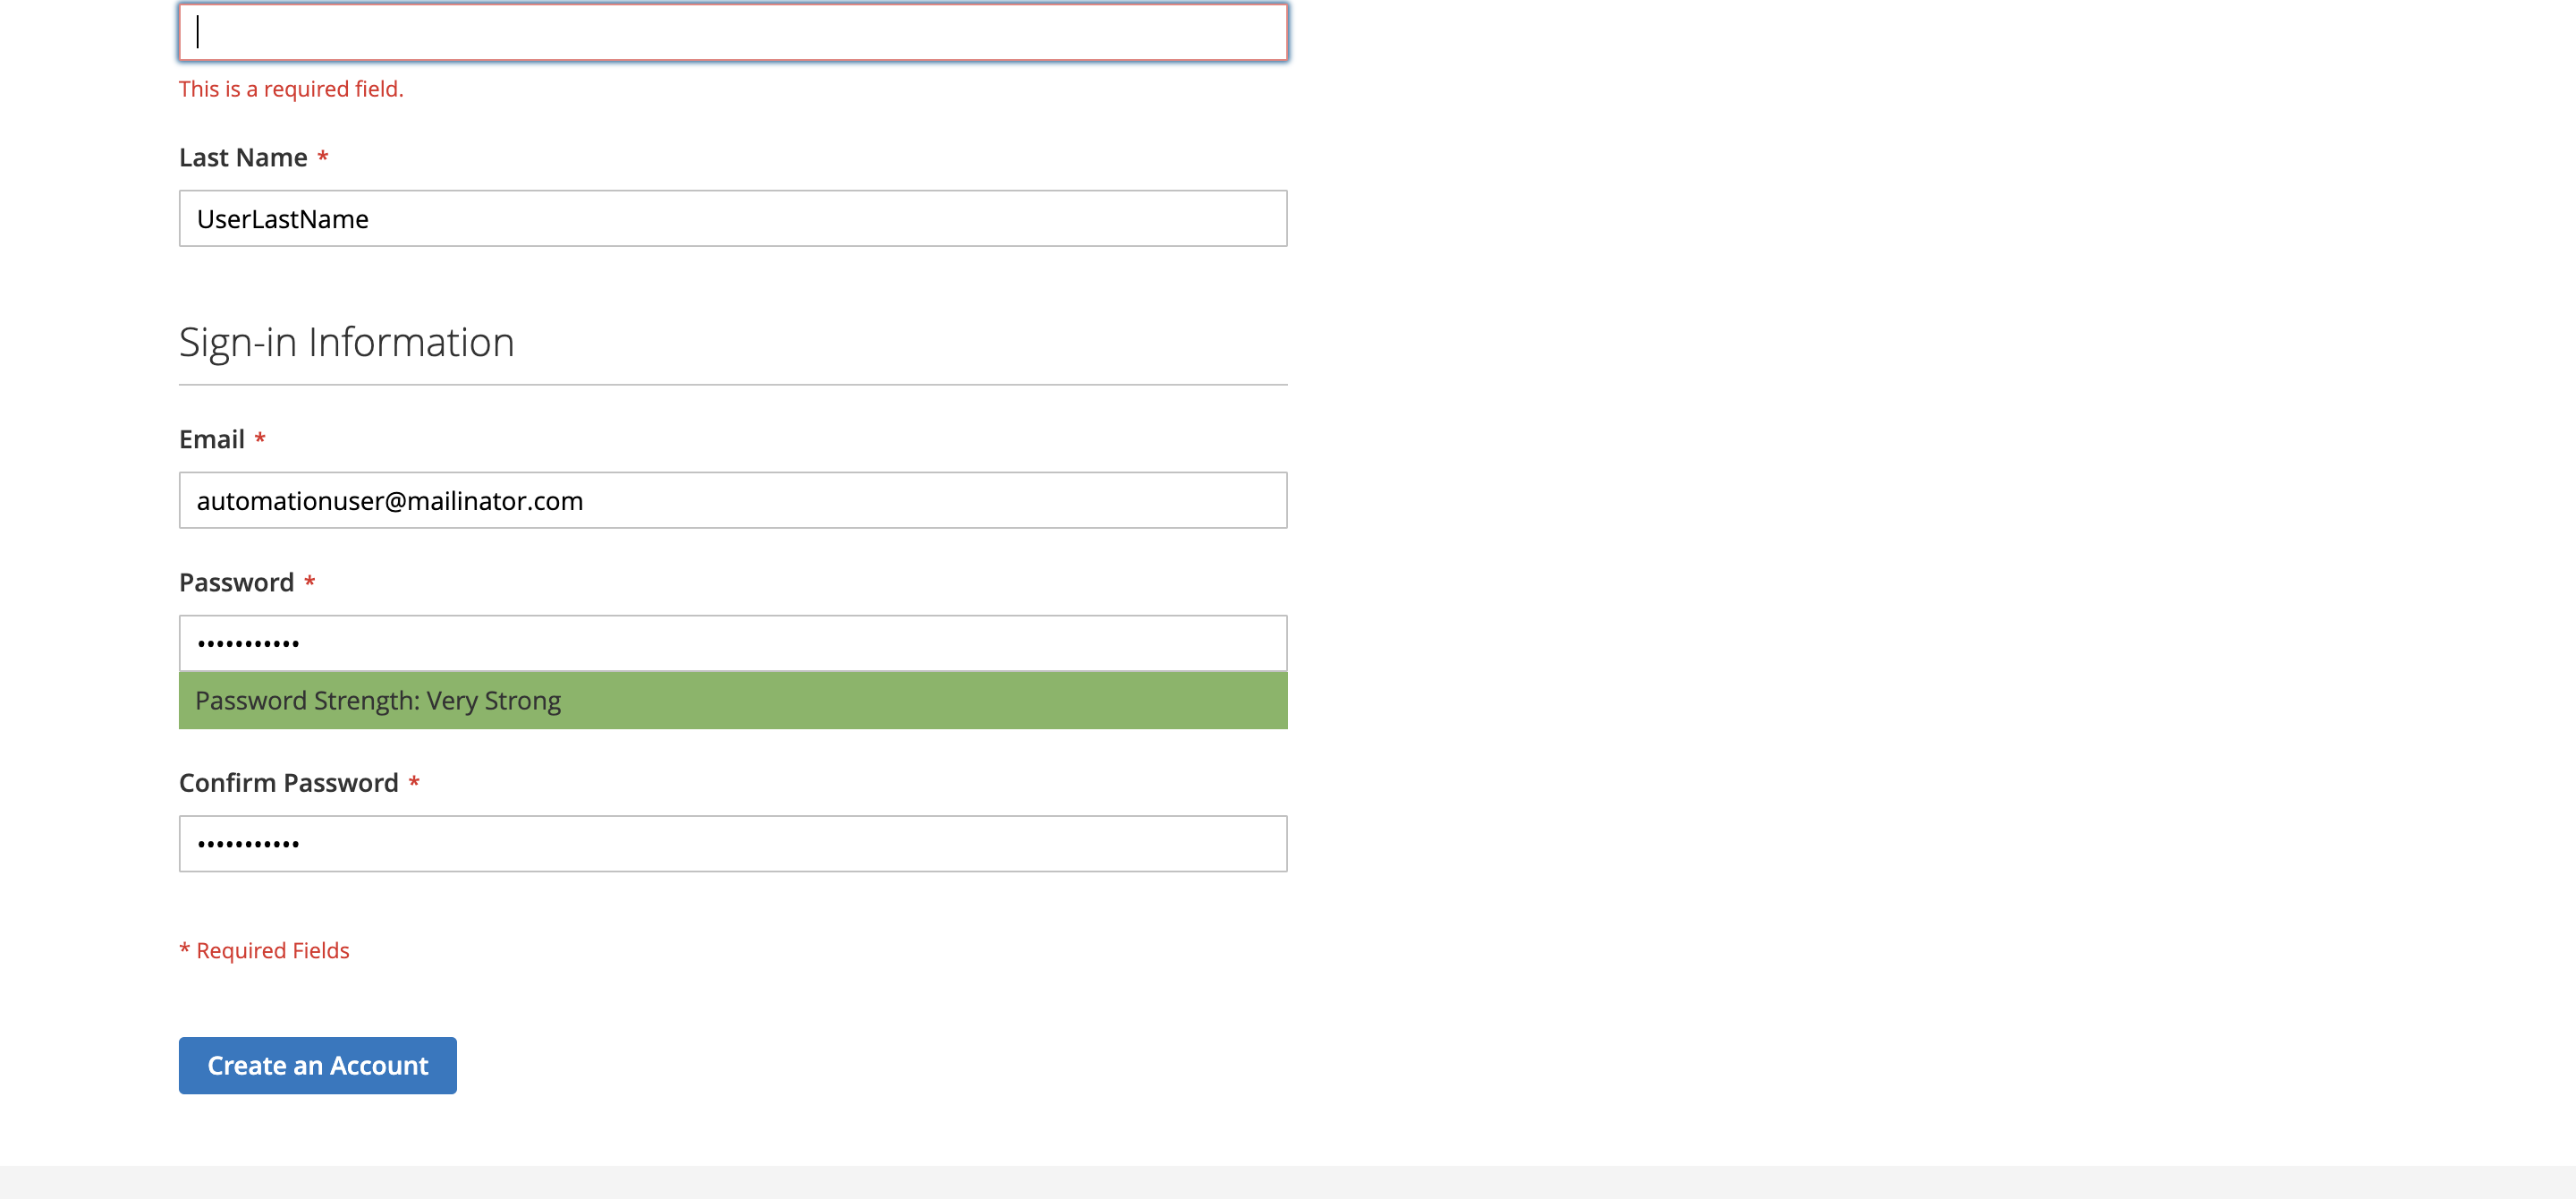 This is a required field.
Last Name *
UserLastName
Sign-in Information
Email *
automationuser@mailinator.com
Password *
•••••••••••
Password Strength: Very Strong
Confirm Password *
•••••••••••
* Required Fields
Create an Account